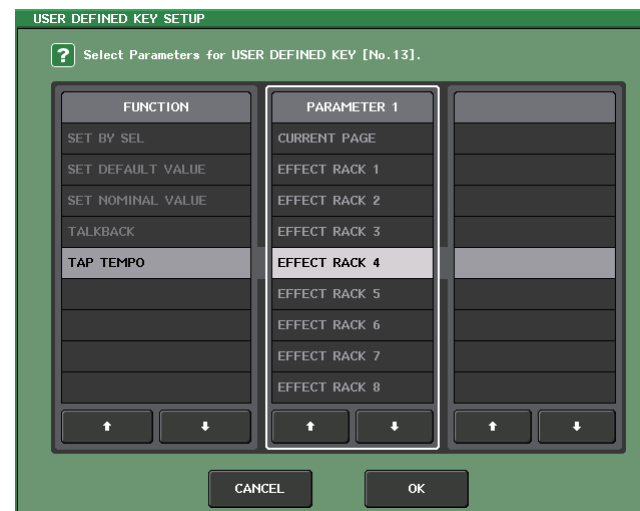 USER DEFINED KEY SETUP
? Select Parameters for USER DEFINED KEY [No.13].
FUNCTION
SET BY SEL
SET DEFAULT VALUE
SET NOMINAL VALUE
TALKBACK
TAP TEMPO
PARAMETER 1
CURRENT PAGE
EFFECT RACK 1
EFFECT RACK 2
EFFECT RACK 3
EFFECT RACK 4
EFFECT RACK 5
EFFECT RACK 6
EFFECT RACK 7
EFFECT RACK 8
CANCEL
OK